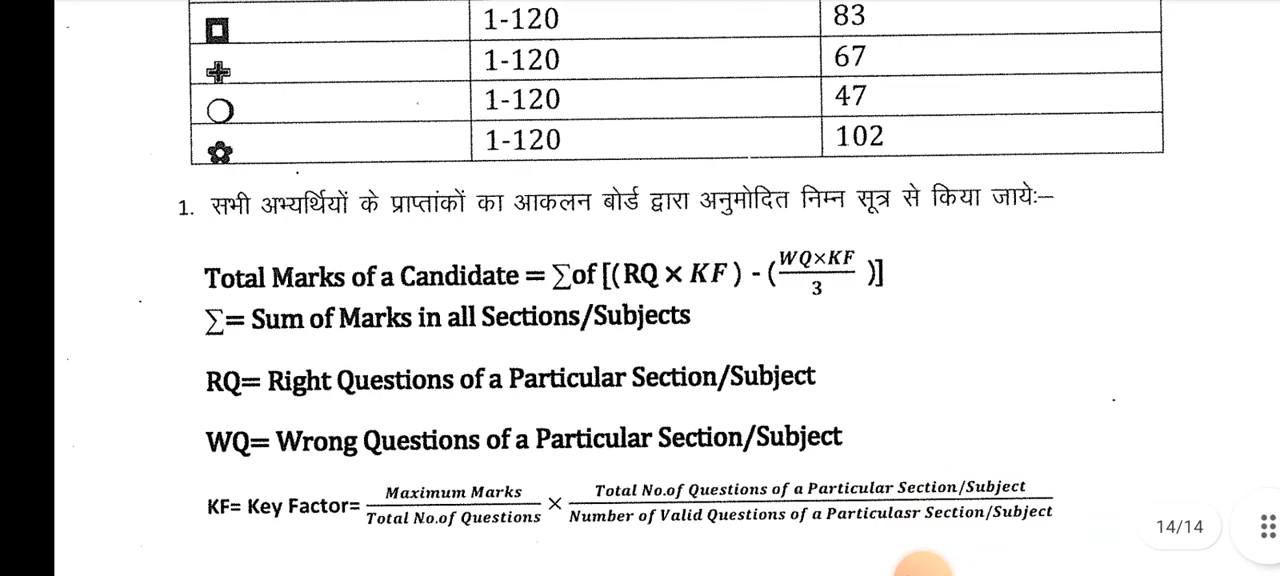 1-120 83
1-120 67
1-120 47
1-120 102
1. सभी अभ्यर्थियों के प्राप्तांकों का आकलन बोर्ड द्वारा अनुमोदित निम्न सूत्र से किया जाये:–
Total Marks of a Candidate = ∑of [(RQ × KF) - (WQ×KF/3 )]
∑= Sum of Marks in all Sections/Subjects
RQ= Right Questions of a Particular Section/Subject
WQ= Wrong Questions of a Particular Section/Subject
KF= Key Factor= Maximum Marks/Total No.of Questions × Total No.of Questions of a Particular Section/Subject/Number of Valid Questions of a Particulasr Section/Subject
14/14